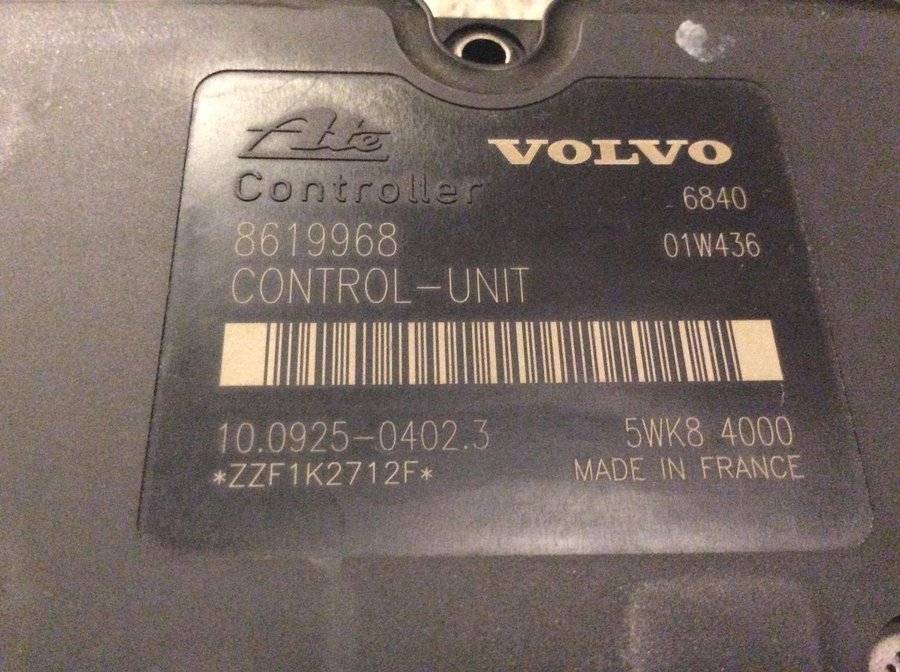 Ate VOLVO
Controller 6840
8619968 01W436
CONTROL-UNIT
10.0925-0402.3 5WK8 4000
*ZZF1K2712F* MADE IN FRANCE